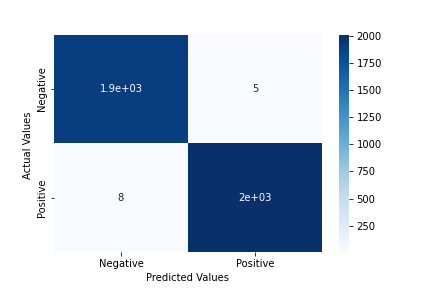 Actual Values
Negative
Positive
1.9e+03
5
8
2e+03
Negative
Positive
Predicted Values
2000
1750
1500
1250
1000
750
500
250